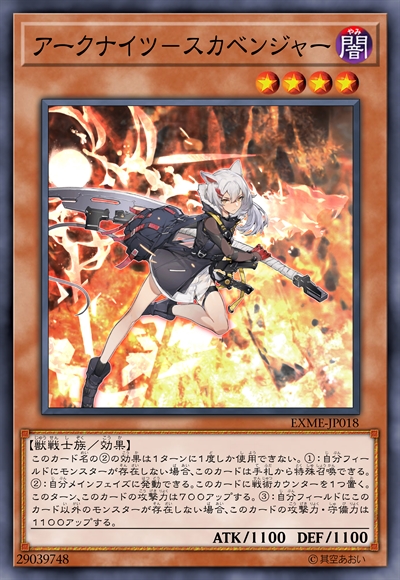 アークナイツースカベンジャー
やみ
闇
EXME-JP018
【獣戦士族／効果】
このカード名の②の効果は1ターンに1度しか使用できない。①：自分フィー
ルドにモンスターが存在しない場合、このカードは手札から特殊召喚できる。
②：自分メインフェイズに発動できる。このカードに戦術カウンターを1つ置く。
このターン、このカードの攻撃力は７００アップする。③：自分フィールドにこの
カード以外のモンスターが存在しない場合、このカードの攻撃力・守備力は
１１００アップする。
ATK/1100 DEF/1100
29039748
©其空あおい